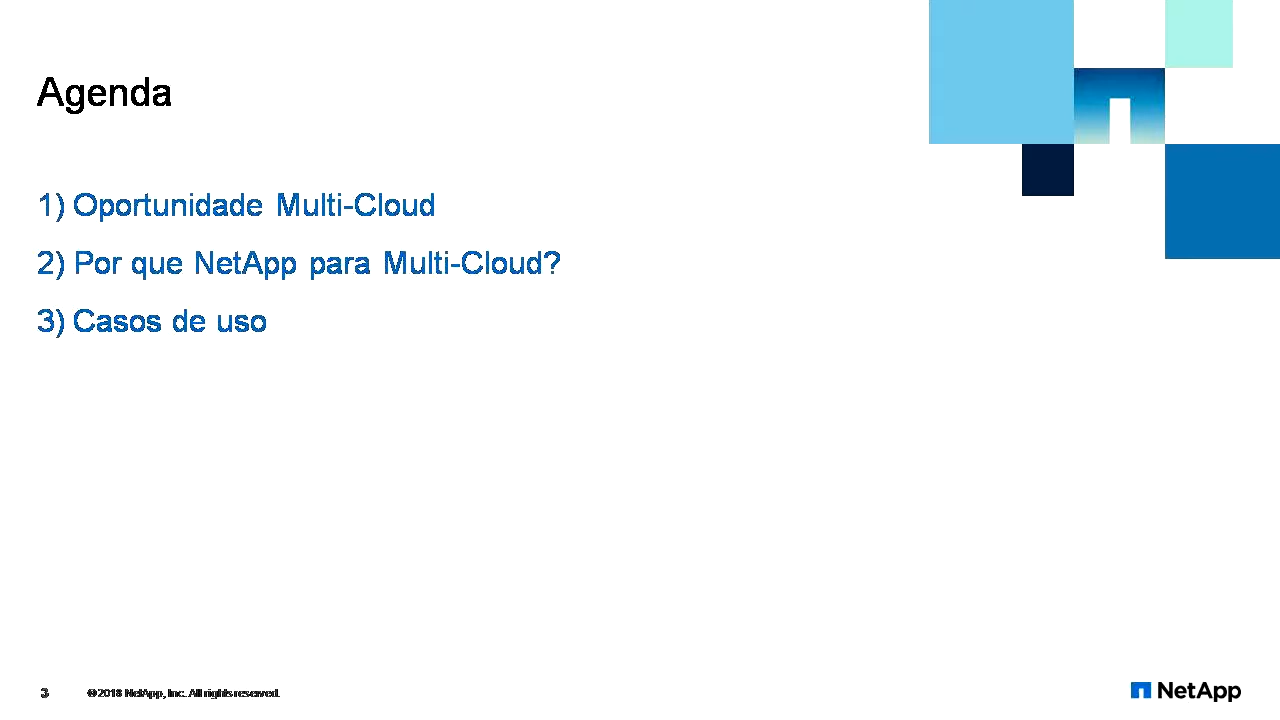 Agenda
1) Oportunidade Multi-Cloud
2) Por que NetApp para Multi-Cloud?
3) Casos de uso
3
© 2018 NetApp, Inc. All rights reserved.
NetApp